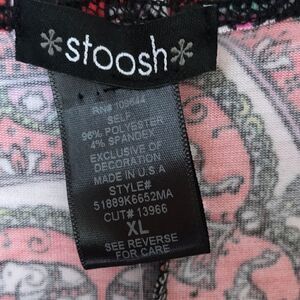 *stoosh*
RN# 109644
SELF
96% POLYESTER
4% SPANDEX
EXCLUSIVE OF
DECORATION
MADE IN U.S.A
STYLE#
51889K6652MA
CUT# 13966
XL
SEE REVERSE
FOR CARE